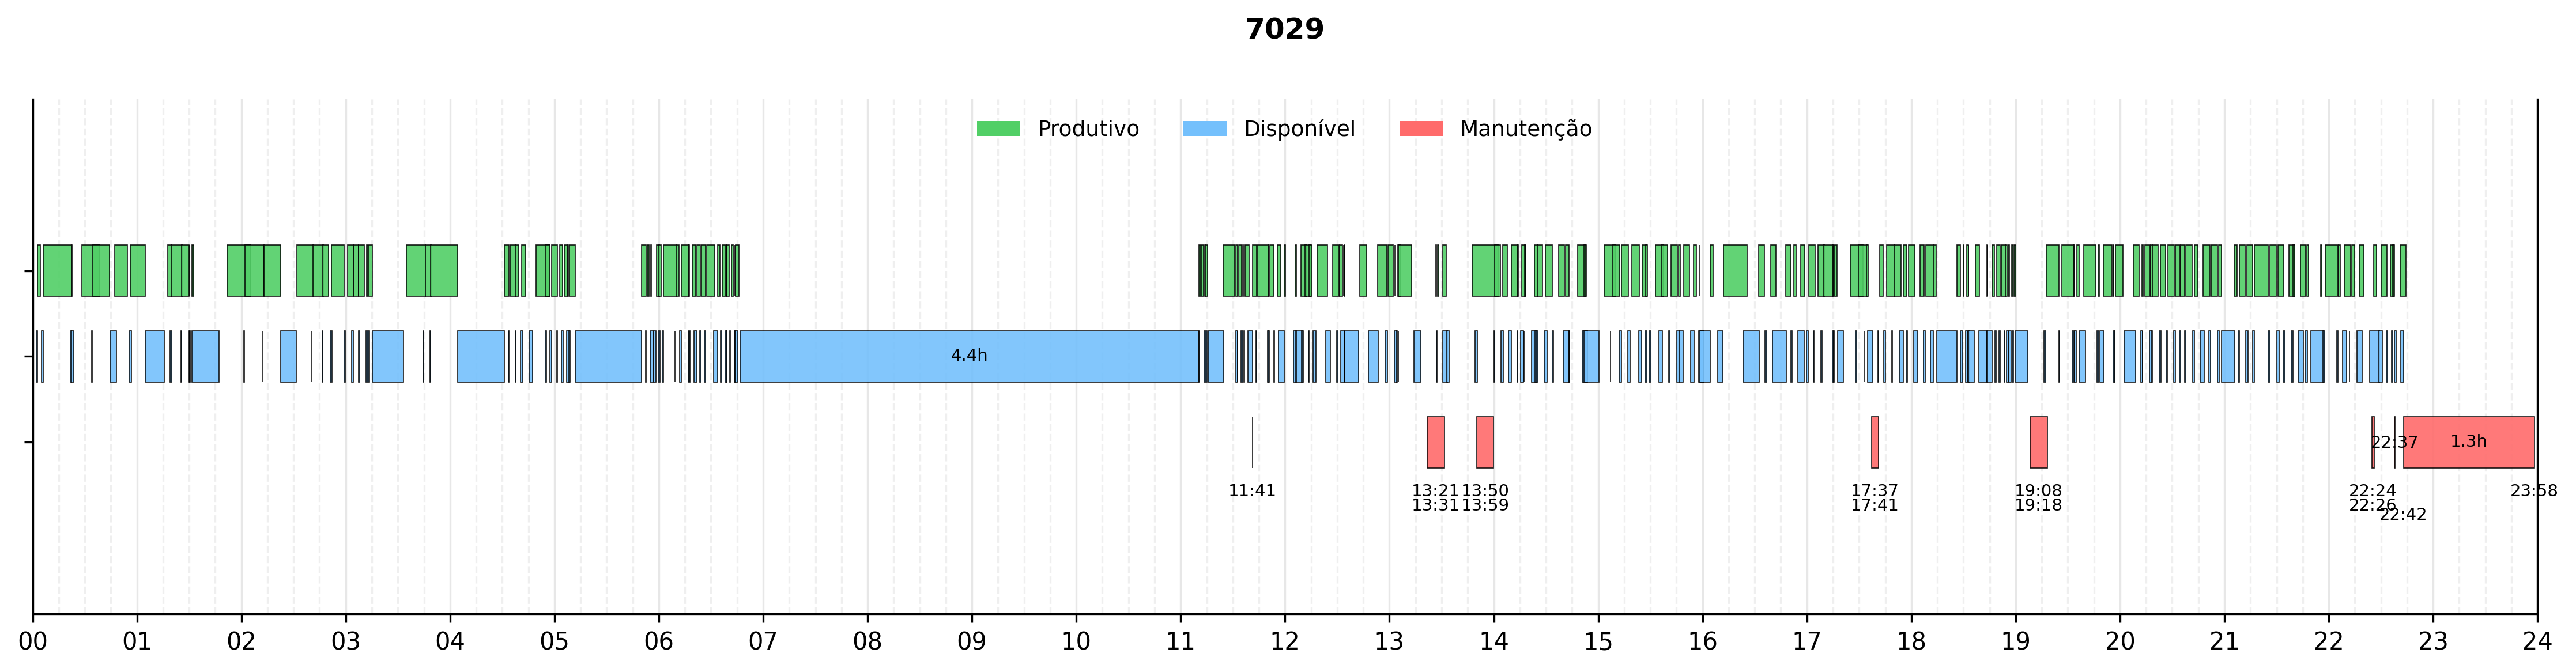 7029
Produtivo Disponível Manutenção
4.4h
22:37 1.3h
11:41 13:21 13:50 17:37 19:08 22:24 23:58
13:31 13:59 17:41 19:18 22:26
22:42
00 01 02 03 04 05 06 07 08 09 10 11 12 13 14 15 16 17 18 19 20 21 22 23 24